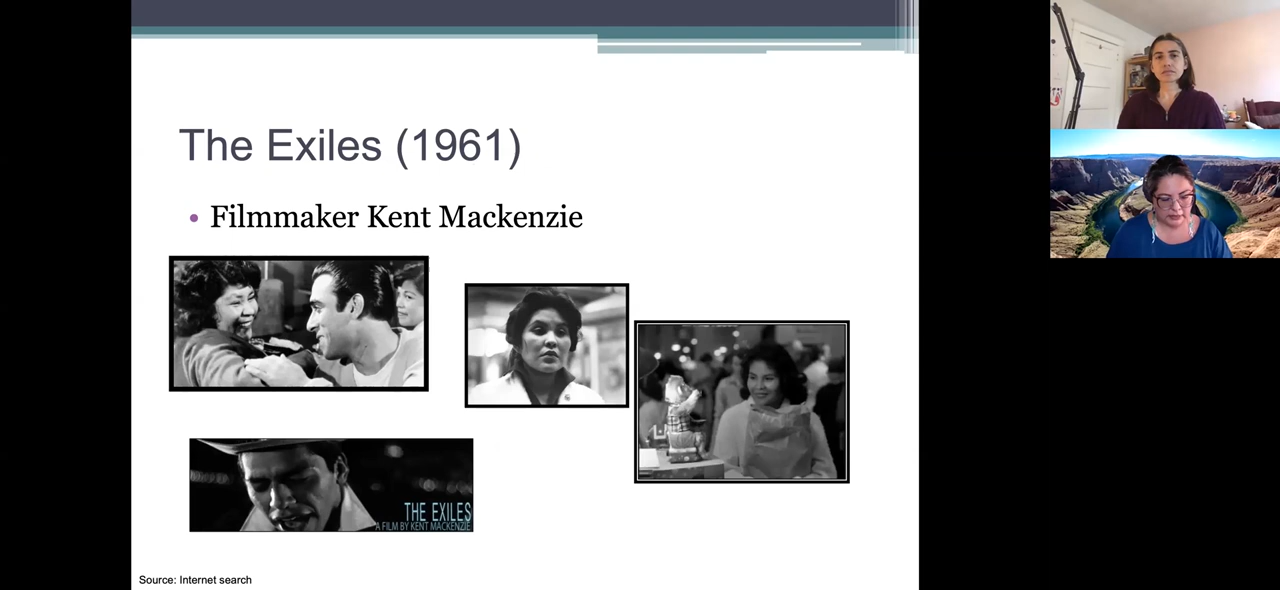 The Exiles (1961)
• Filmmaker Kent Mackenzie
THE EXILES
A FILM BY KENT MACKENZIE
Source: Internet search